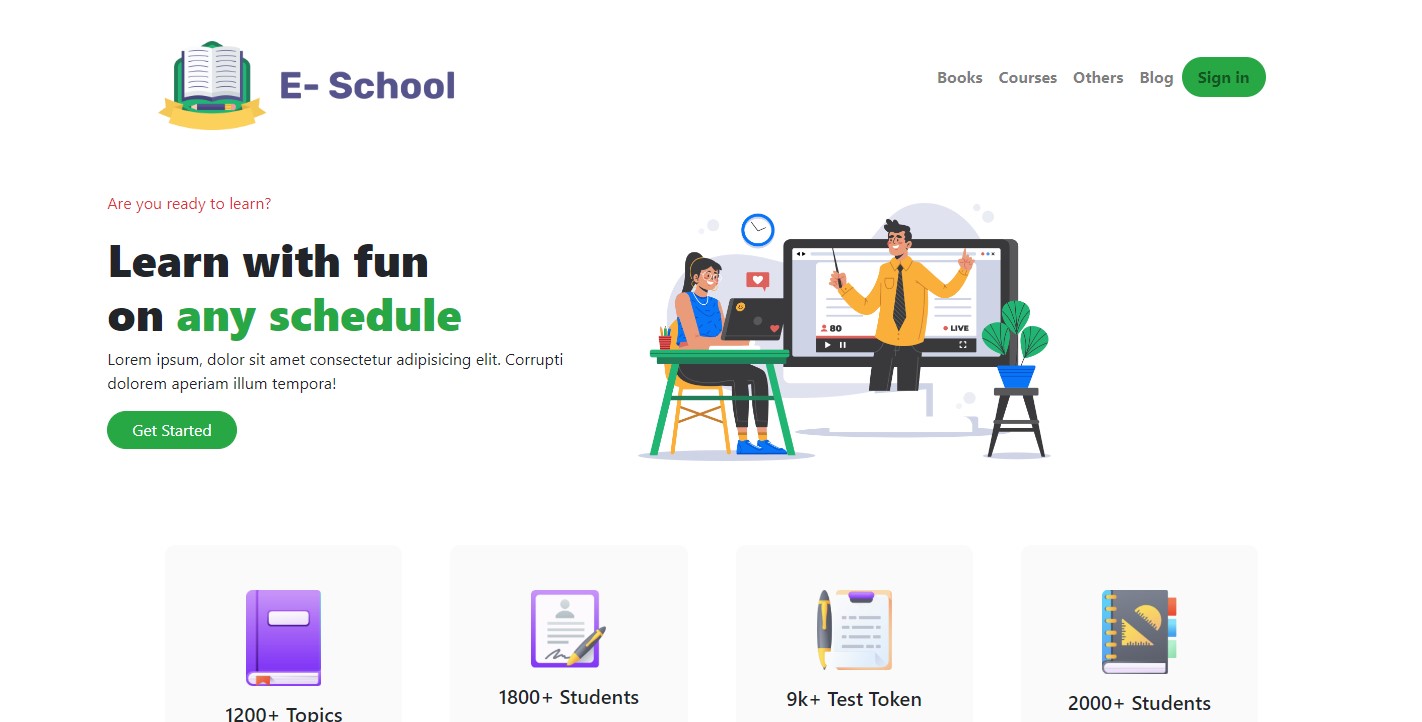 E- School
Books Courses Others Blog Sign in
Are you ready to learn?
Learn with fun
on any schedule
Lorem ipsum, dolor sit amet consectetur adipisicing elit. Corrupti
dolorem aperiam illum tempora!
Get Started
80
LIVE
1200+ Topics
1800+ Students
9k+ Test Token
2000+ Students